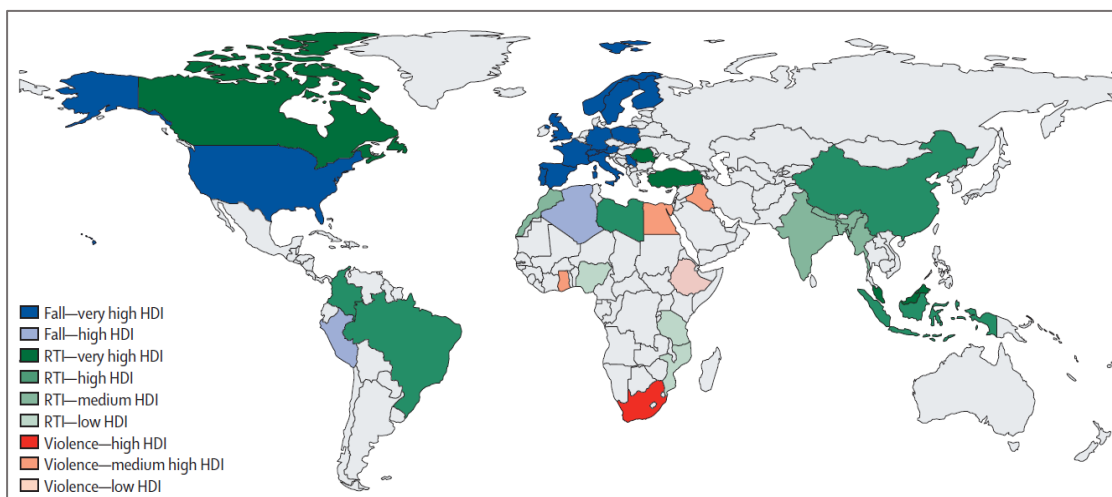 Fall—very high HDI
Fall—high HDI
RTI—very high HDI
RTI—high HDI
RTI—medium HDI
RTI—low HDI
Violence—high HDI
Violence—medium high HDI
Violence—low HDI